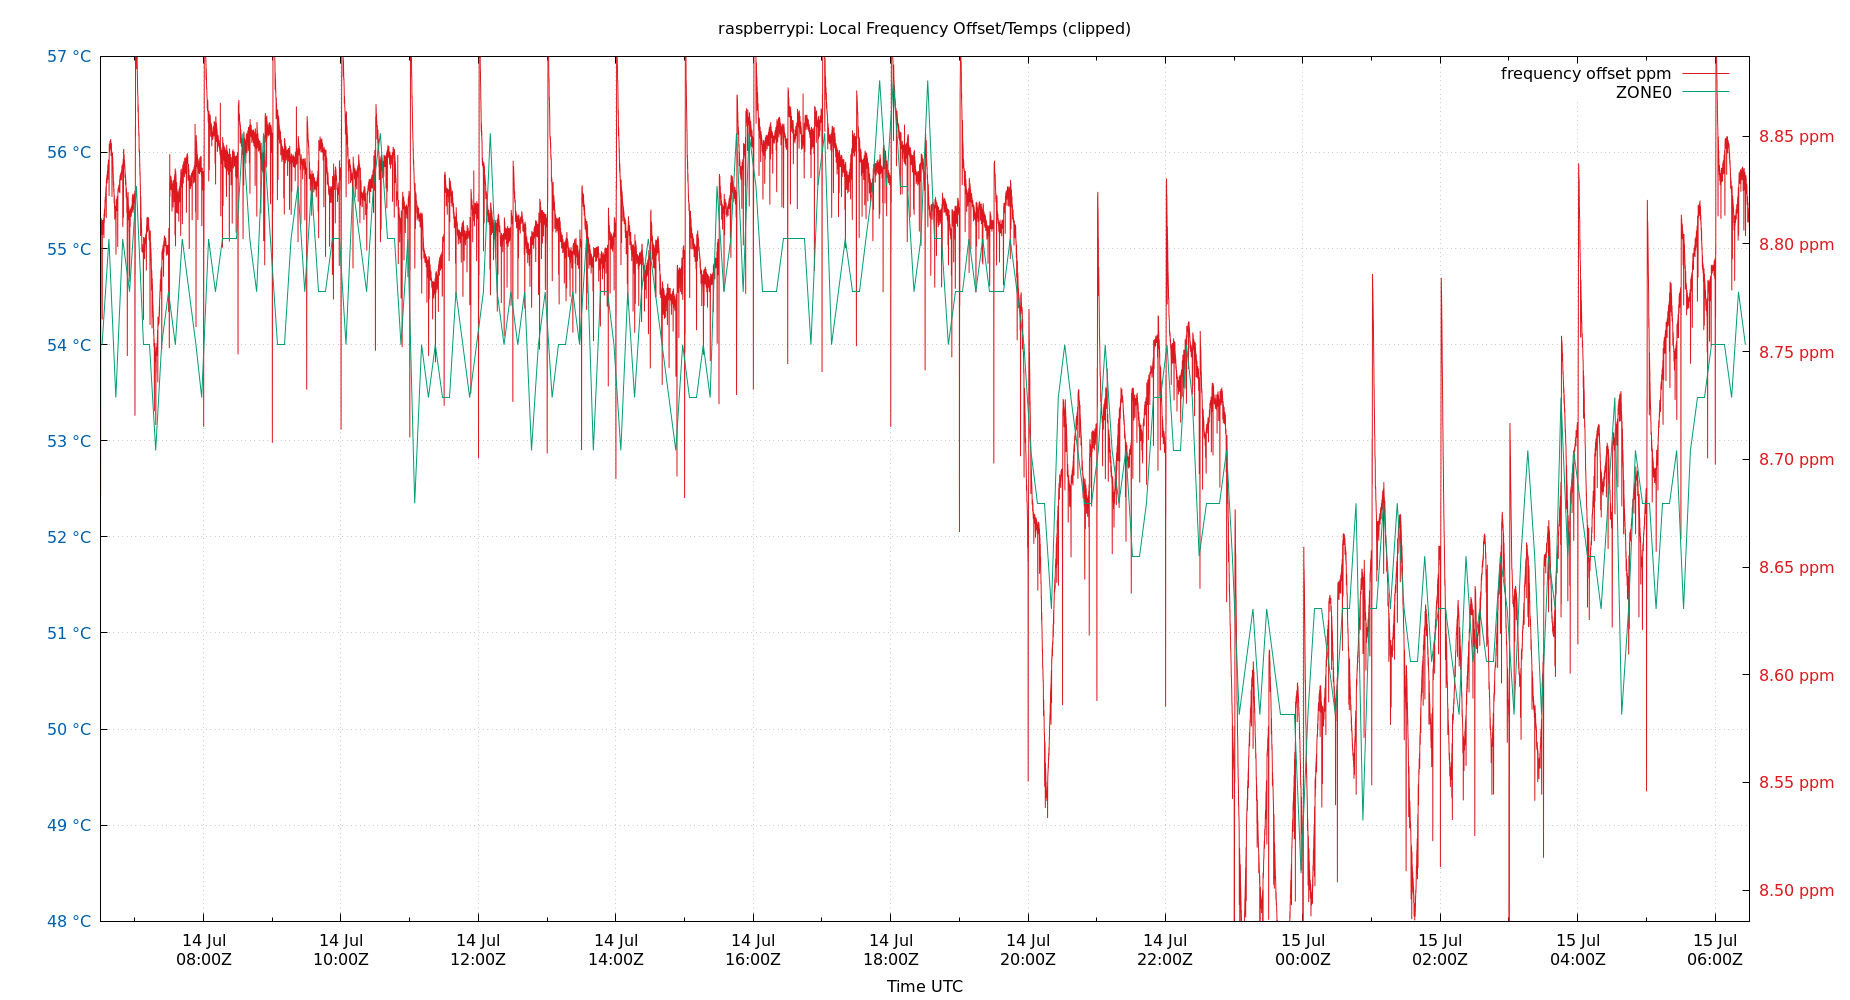 raspberrypi: Local Frequency Offset/Temps (clipped)
frequency offset ppm
ZONE0
57 °C
56 °C
55 °C
54 °C
53 °C
52 °C
51 °C
50 °C
49 °C
48 °C
8.85 ppm
8.80 ppm
8.75 ppm
8.70 ppm
8.65 ppm
8.60 ppm
8.55 ppm
8.50 ppm
14 Jul
08:00Z
14 Jul
10:00Z
14 Jul
12:00Z
14 Jul
14:00Z
14 Jul
16:00Z
14 Jul
18:00Z
14 Jul
20:00Z
14 Jul
22:00Z
15 Jul
00:00Z
15 Jul
02:00Z
15 Jul
04:00Z
15 Jul
06:00Z
Time UTC